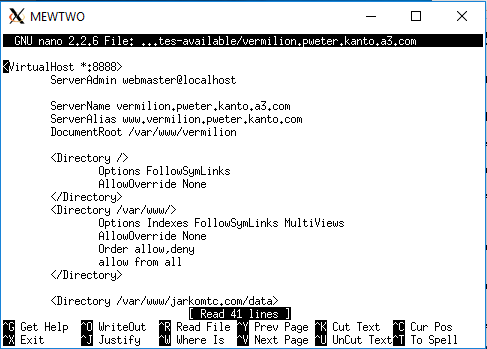 MEWTWO
GNU nano 2.2.6 File: ...tes-available/vermilion.pweter.kanto.a3.com
<VirtualHost *:8888>
ServerAdmin webmaster@localhost
ServerName vermilion.pweter.kanto.a3.com
ServerAlias www.vermilion.pweter.kanto.com
DocumentRoot /var/www/vermilion
<Directory />
Options FollowSymLinks
AllowOverride None
</Directory>
<Directory /var/www/>
Options Indexes FollowSymLinks MultiViews
AllowOverride None
Order allow,deny
allow from all
</Directory>
<Directory /var/www/jarkomtc.com/data>
[ Read 41 lines ]
^G Get Help ^O WriteOut ^R Read File ^Y Prev Page ^K Cut Text ^C Cur Pos
^X Exit ^J Justify ^W Where Is ^V Next Page ^U UnCut Text ^T To Spell